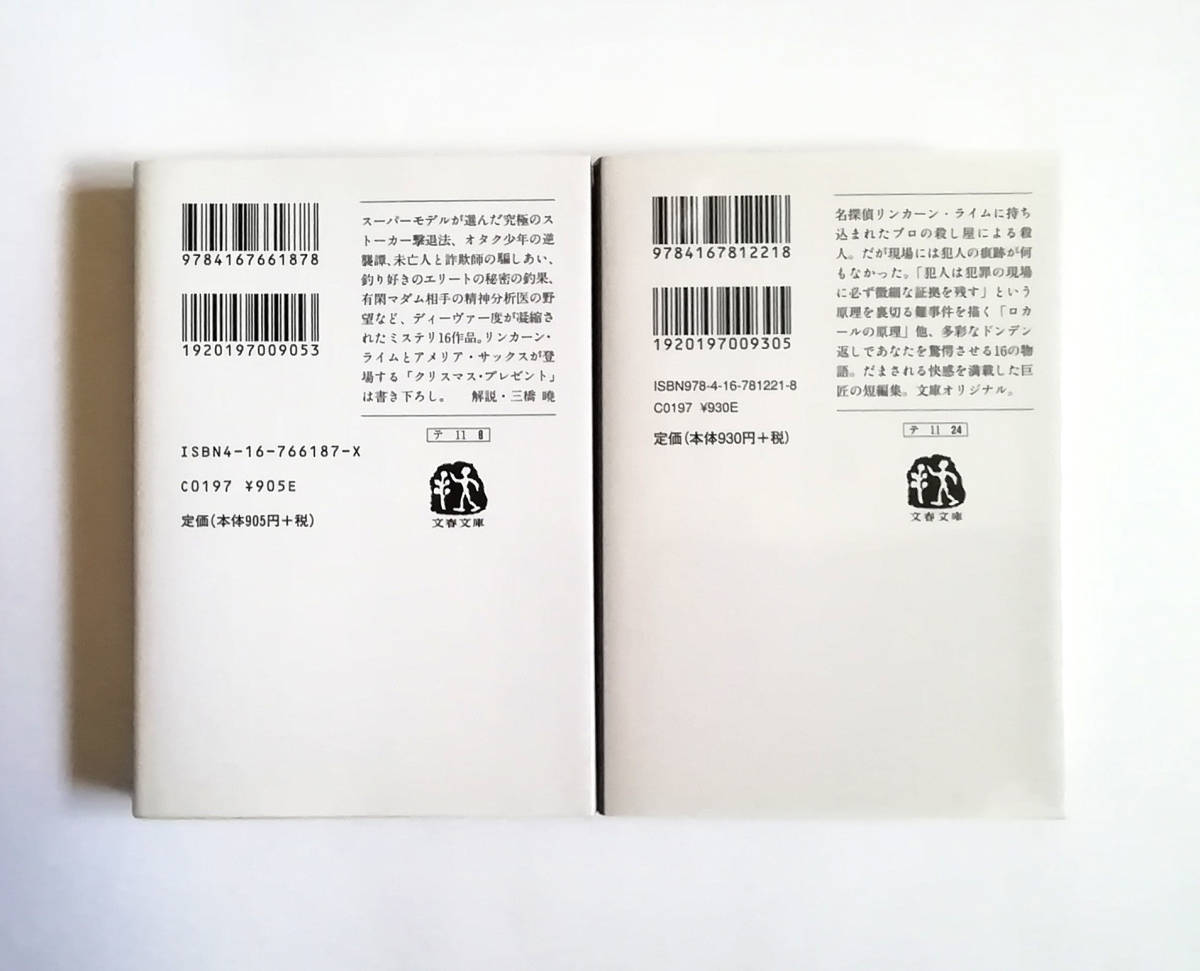 9784167661878
1920197009053
スーパーモデルが選んだ究極のス
トーカー撃退法、オタク少年の逆
襲譚、未亡人と詐欺師の騙しあい、
釣り好きのエリートの秘密の釣果、
有閑マダム相手の精神分析医の野
望など、ディーヴァー度が凝縮さ
れたミステリ16作品。リンカーン・
ライムとアメリア・サックスが登
場する「クリスマス・プレゼント」
は書き下ろし。 解説・三橋 曉
ISBN4-16-766187-X
C0197 ¥905E
定価(本体905円+税)
テ 11 8
文春文庫
9784167812218
1920197009305
ISBN978-4-16-781221-8
C0197 ¥930E
定価(本体930円+税)
名探偵リンカーン・ライムに持ち
込まれたプロの殺し屋による殺
人。だが現場には犯人の痕跡が何
もなかった。「犯人は犯罪の現場
に必ず微細な証拠を残す」という
原理を裏切る難事件を描く「ロカ
ールの原理」他、多彩なドンデン
返しであなたを驚愕させる16の物
語。だまされる快感を満載した巨
匠の短編集。文庫オリジナル。
テ 11 24
文春文庫